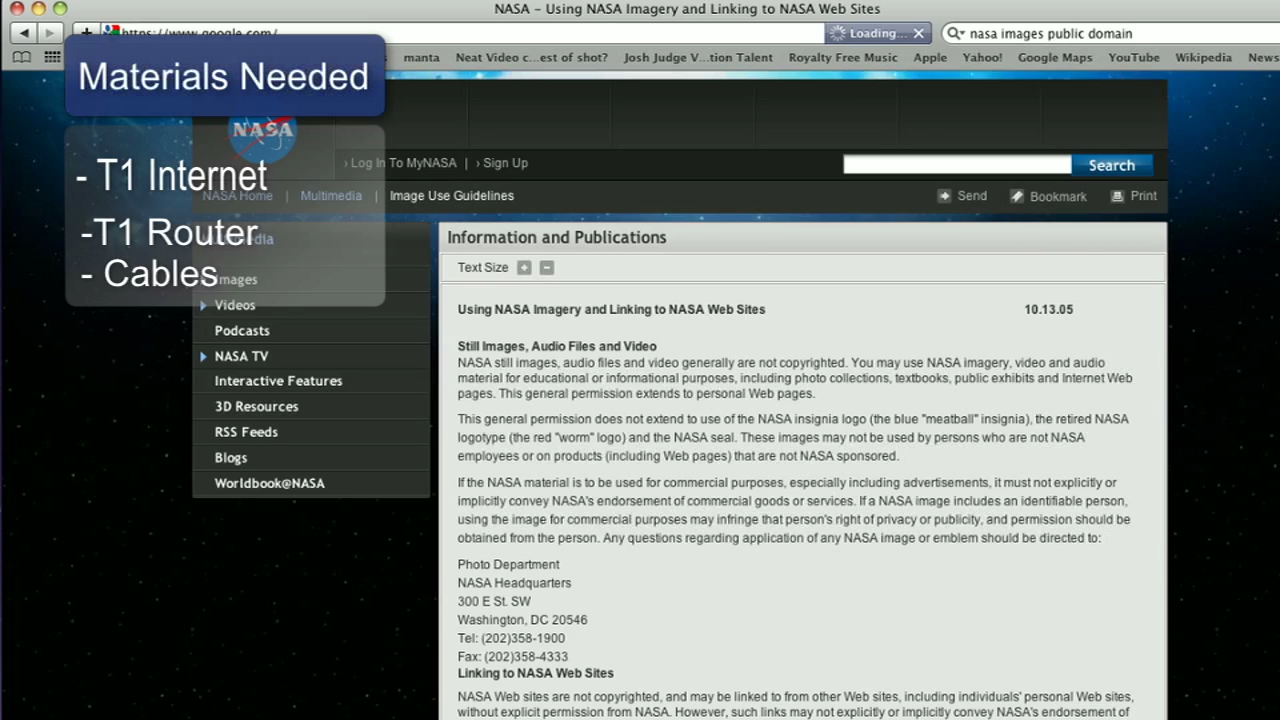 NASA – Using NASA Imagery and Linking to NASA Web Sites
https://www.google.com/
Loading...
nasa images public domain
manta Neat Video c...est of shot? Josh Judge V...tion Talent Royalty Free Music Apple Yahoo! Google Maps YouTube Wikipedia News
Materials Needed
- T1 Internet
-T1 Router
- Cables
NASA
› Log In To MyNASA | › Sign Up
Search
NASA Home | Multimedia | Image Use Guidelines
Send Bookmark Print
Images
Videos
Podcasts
NASA TV
Interactive Features
3D Resources
RSS Feeds
Blogs
Worldbook@NASA
Information and Publications
Text Size + −
Using NASA Imagery and Linking to NASA Web Sites 10.13.05
Still Images, Audio Files and Video
NASA still images, audio files and video generally are not copyrighted. You may use NASA imagery, video and audio
material for educational or informational purposes, including photo collections, textbooks, public exhibits and Internet Web
pages. This general permission extends to personal Web pages.
This general permission does not extend to use of the NASA insignia logo (the blue "meatball" insignia), the retired NASA
logotype (the red "worm" logo) and the NASA seal. These images may not be used by persons who are not NASA
employees or on products (including Web pages) that are not NASA sponsored.
If the NASA material is to be used for commercial purposes, especially including advertisements, it must not explicitly or
implicitly convey NASA's endorsement of commercial goods or services. If a NASA image includes an identifiable person,
using the image for commercial purposes may infringe that person's right of privacy or publicity, and permission should be
obtained from the person. Any questions regarding application of any NASA image or emblem should be directed to:
Photo Department
NASA Headquarters
300 E St. SW
Washington, DC 20546
Tel: (202)358-1900
Fax: (202)358-4333
Linking to NASA Web Sites
NASA Web sites are not copyrighted, and may be linked to from other Web sites, including individuals' personal Web sites,
without explicit permission from NASA. However, such links may not explicitly or implicitly convey NASA's endorsement of